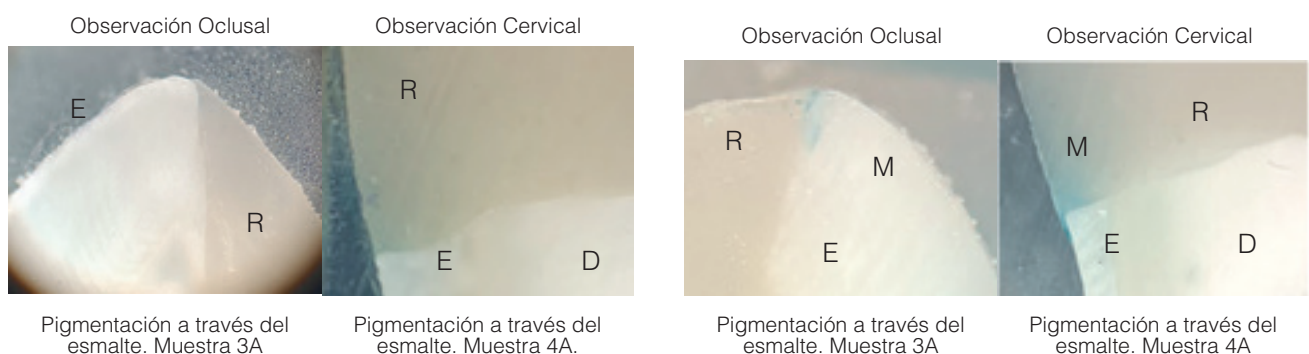 Observación Oclusal
Observación Cervical
E
R
R
E
D
Pigmentación a través del
esmalte. Muestra 3A
Pigmentación a través del
esmalte. Muestra 4A.
Observación Oclusal
Observación Cervical
R
M
E
R
M
E
D
Pigmentación a través del
esmalte. Muestra 3A
Pigmentación a través del
esmalte. Muestra 4A